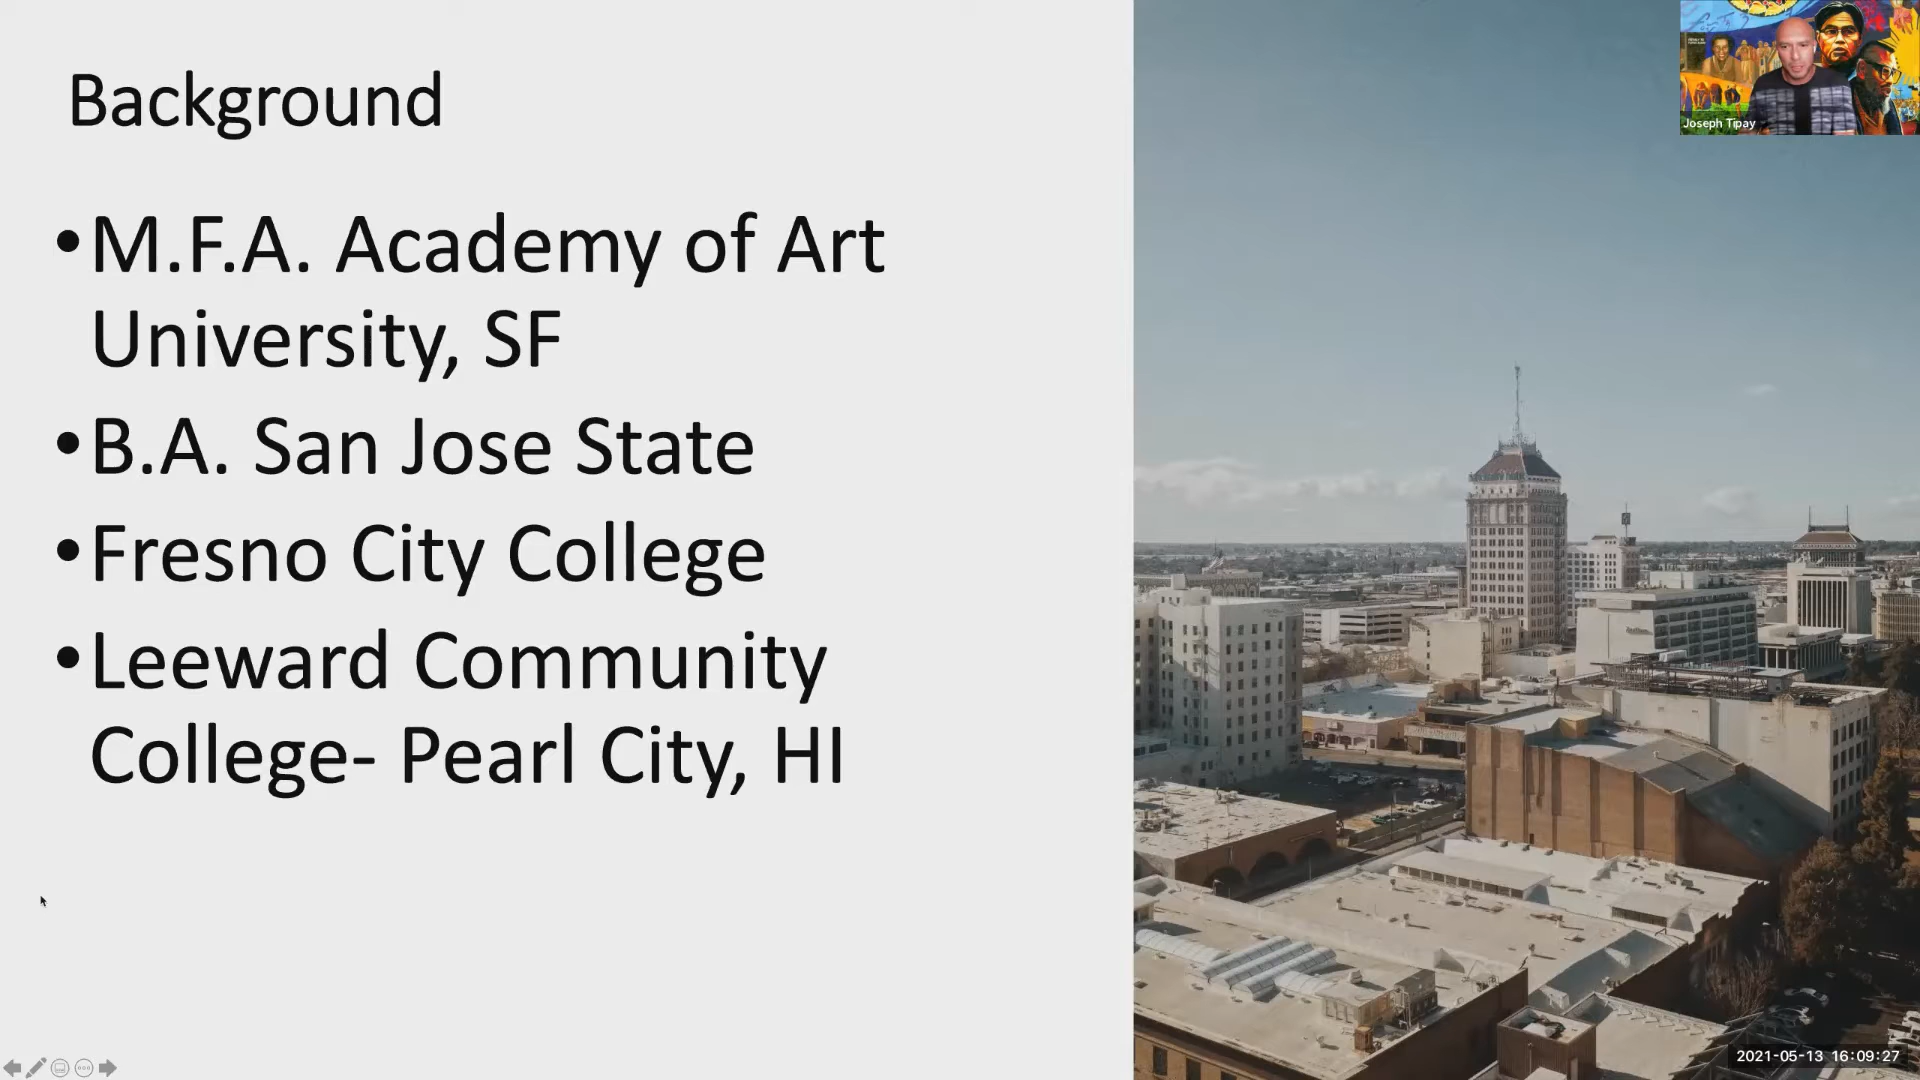 Background
•M.F.A. Academy of Art
University, SF
•B.A. San Jose State
•Fresno City College
•Leeward Community
College- Pearl City, HI
Joseph Tipay
2021-05-13 16:09:27